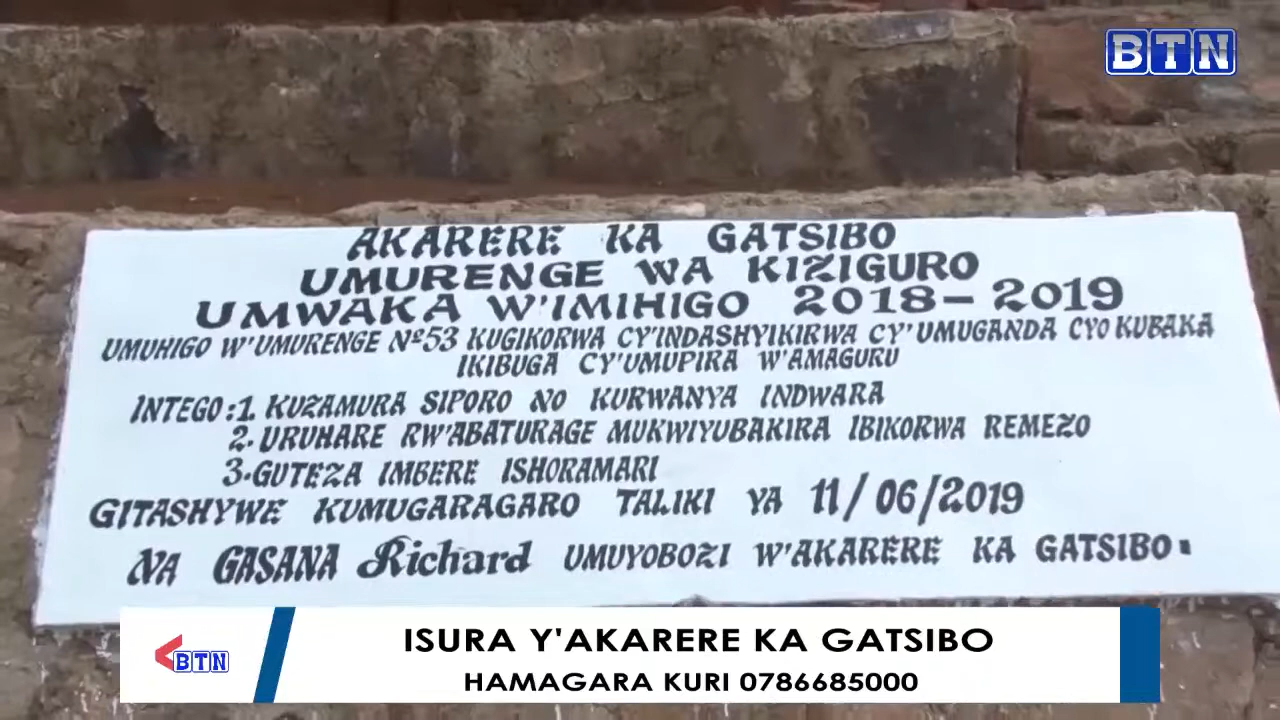 BTN
AKARERE KA GATSIBO
UMURENGE WA KIZIGURO
UMWAKA W'IMIHIGO 2018-2019
UMUHIGO W'UMURENGE Nº53 KUGIKORWA CY'INDASHYIKIRWA CY'UMUGANDA CYO KUBAKA
IKIBUGA CY'UMUPIRA W'AMAGURU
INTEGO:1. KUZAMURA SIPORO NO KURWANYA INDWARA
2. URUHARE RW'ABATURAGE MUKWIYUBAKIRA IBIKORWA REMEZO
3.GUTEZA IMBERE ISHORAMARI
GITASHYWE KUMUGARAGARO TALIKI YA 11/06/2019
NA GASANA Richard UMUYOBOZI W'AKARERE KA GATSIBO.
BTN
ISURA Y'AKARERE KA GATSIBO
HAMAGARA KURI 0786685000